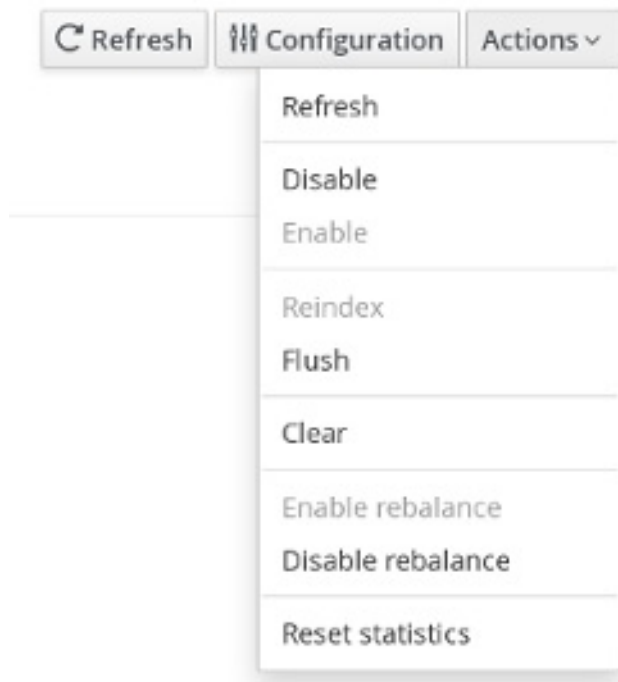 Refresh Configuration Actions
Refresh
Disable
Enable
Reindex
Flush
Clear
Enable rebalance
Disable rebalance
Reset statistics